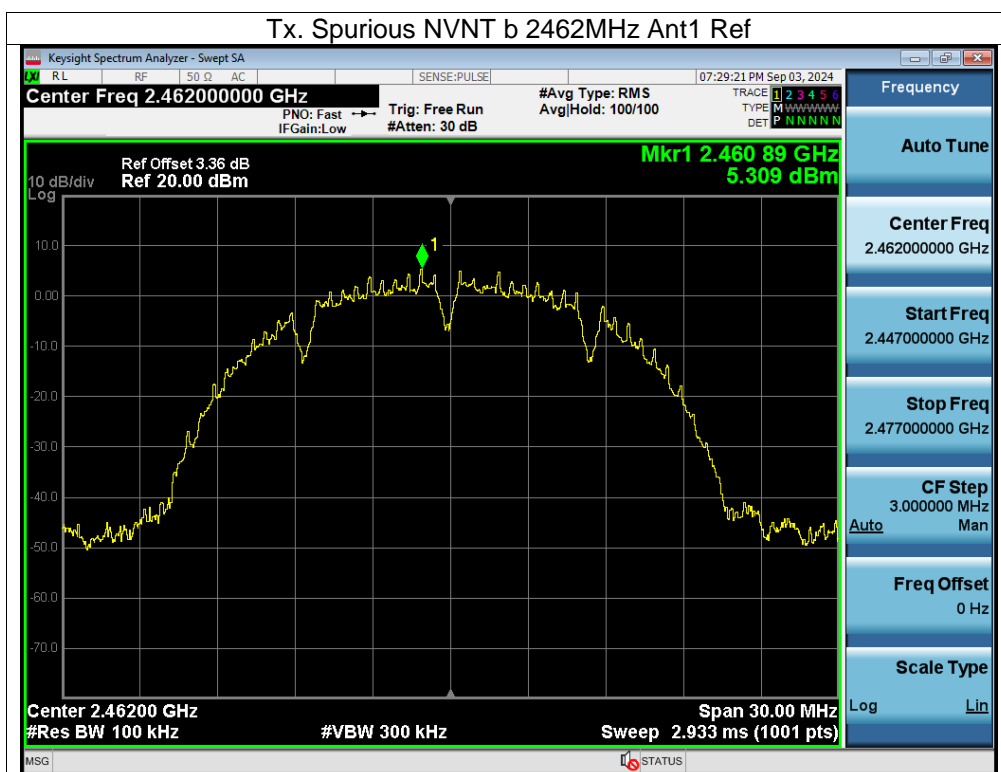 Tx. Spurious NVNT b 2462MHz Ant1 Ref
Keysight Spectrum Analyzer - Swept SA
LXI RL RF 50 Ω AC SENSE:PULSE 07:29:21 PM Sep 03, 2024
Center Freq 2.462000000 GHz
PNO: Fast
IFGain:Low
Trig: Free Run
#Atten: 30 dB
#Avg Type: RMS
Avg|Hold: 100/100
TRACE 1 2 3 4 5 6
TYPE M WWWWW
DET P N N N N N
Mkr1 2.460 89 GHz
5.309 dBm
Ref Offset 3.36 dB
10 dB/div Ref 20.00 dBm
Log
1
10.0
0.00
-10.0
-20.0
-30.0
-40.0
-50.0
-60.0
-70.0
Center 2.46200 GHz Span 30.00 MHz
#Res BW 100 kHz #VBW 300 kHz Sweep 2.933 ms (1001 pts)
MSG STATUS
Frequency
Auto Tune
Center Freq
2.462000000 GHz
Start Freq
2.447000000 GHz
Stop Freq
2.477000000 GHz
CF Step
3.000000 MHz
Auto Man
Freq Offset
0 Hz
Scale Type
Log Lin